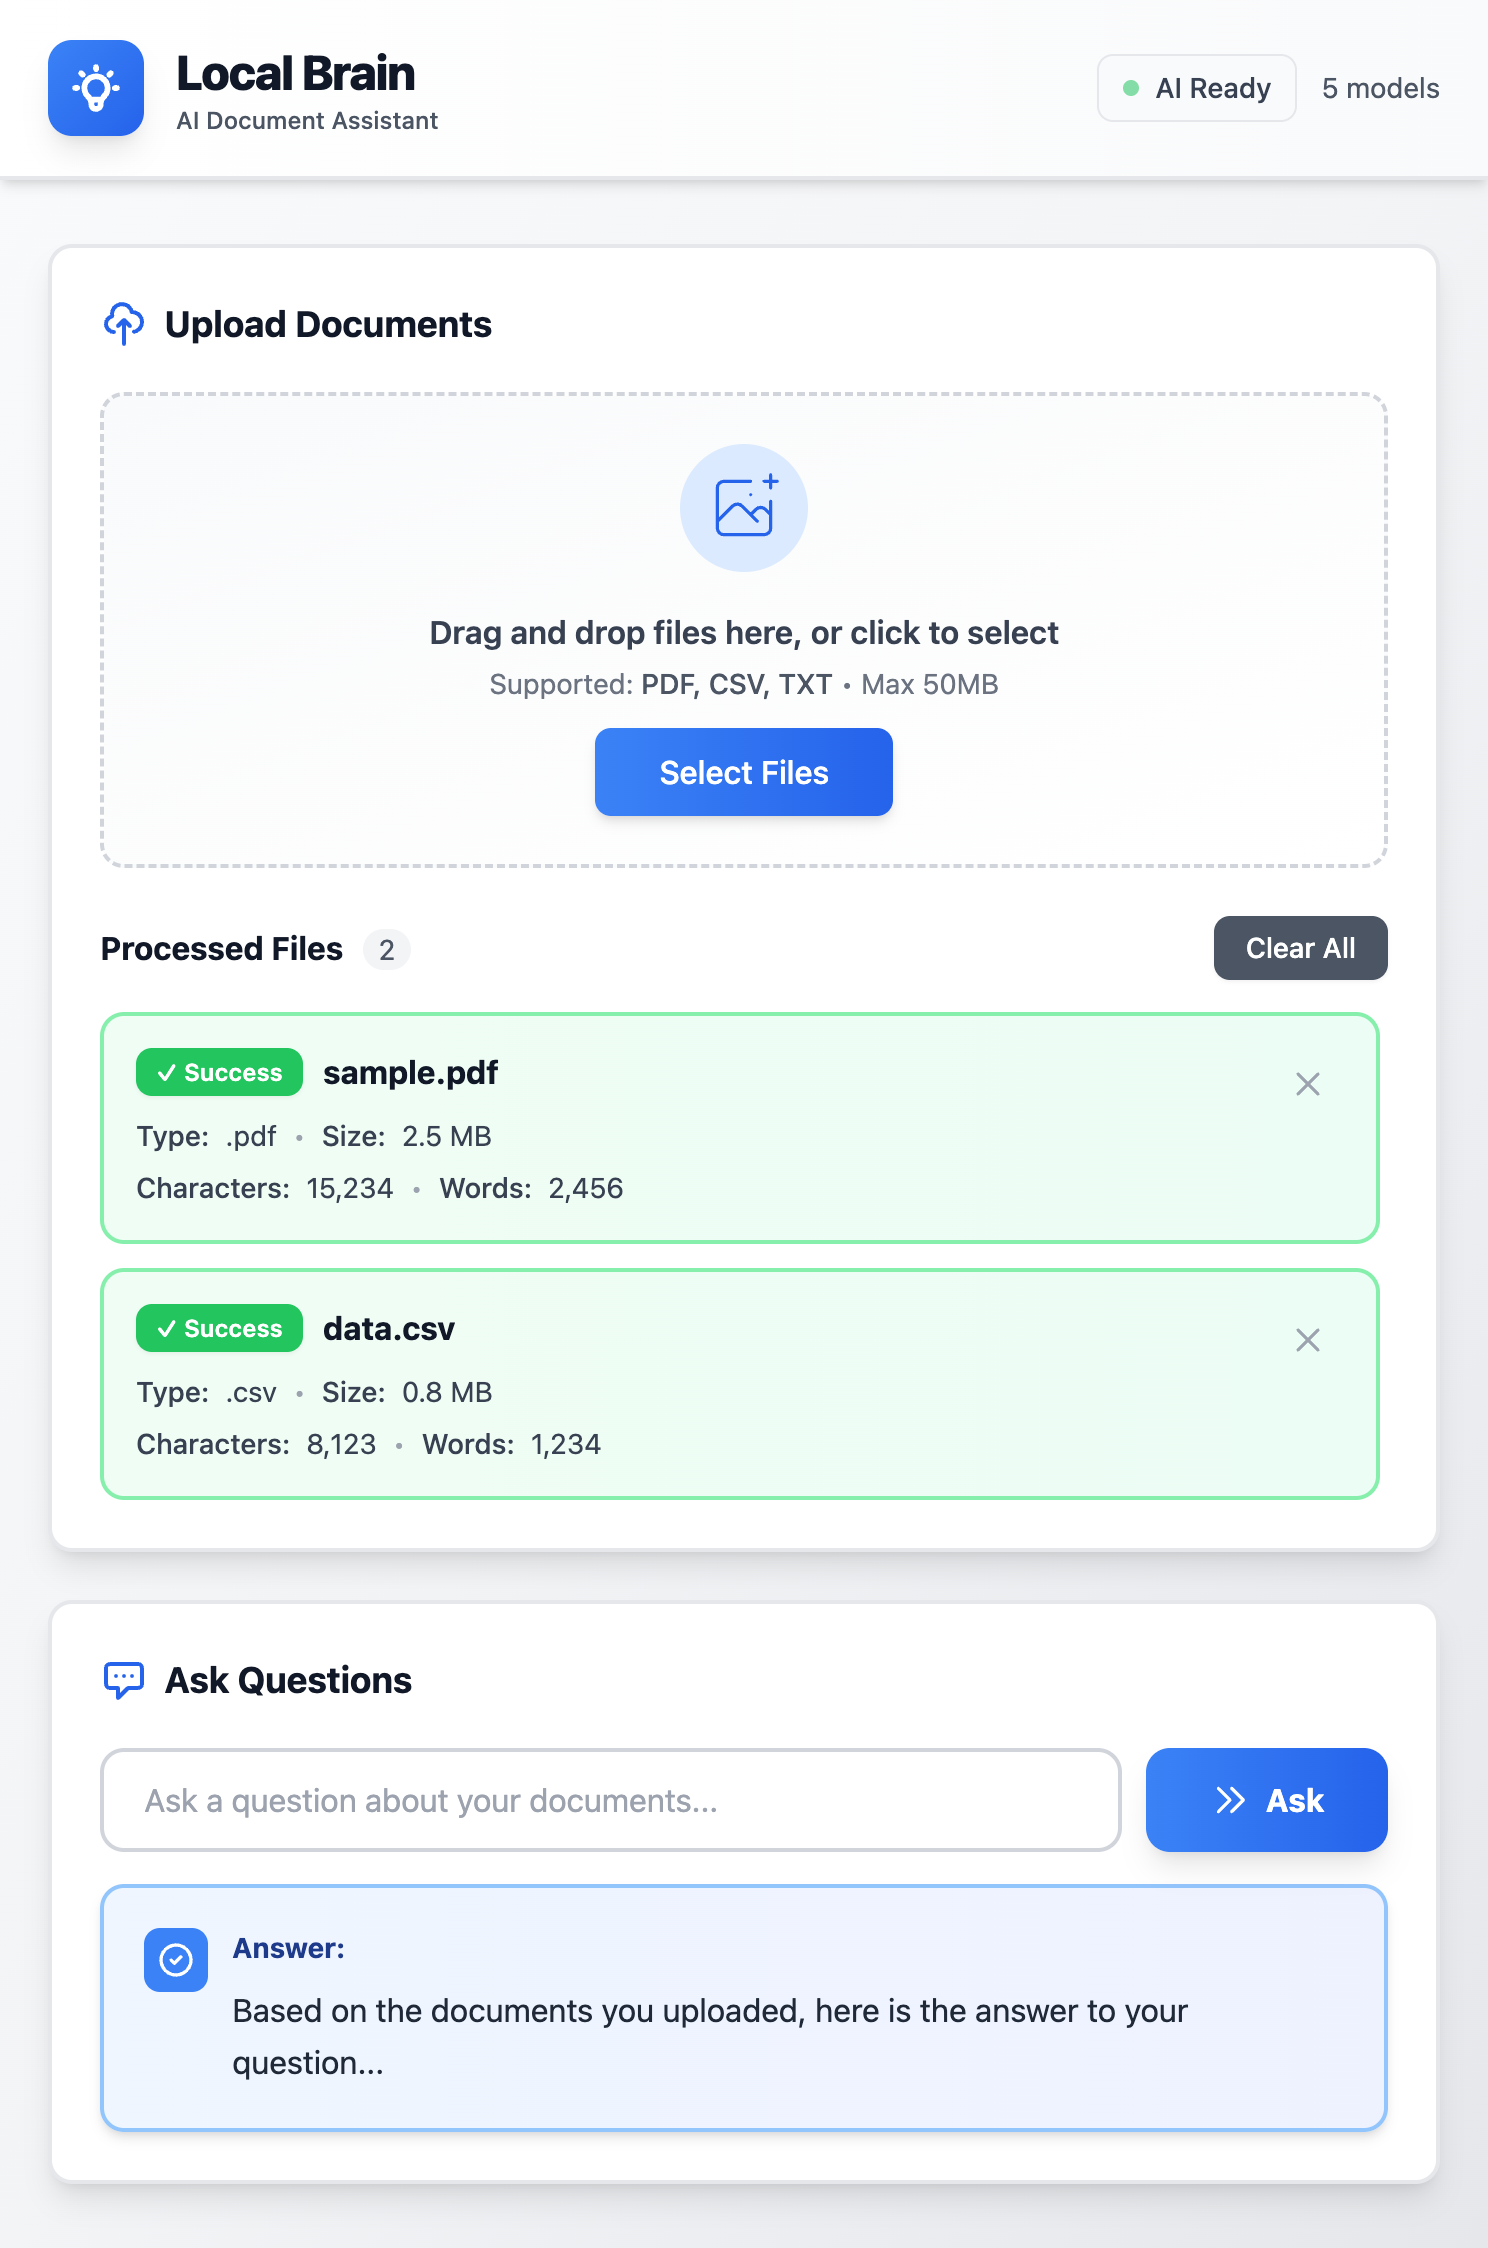 Local Brain
AI Document Assistant
AI Ready
5 models
Upload Documents
Drag and drop files here, or click to select
Supported: PDF, CSV, TXT • Max 50MB
Select Files
Processed Files 2
Clear All
✓ Success sample.pdf
Type: .pdf • Size: 2.5 MB
Characters: 15,234 • Words: 2,456
✓ Success data.csv
Type: .csv • Size: 0.8 MB
Characters: 8,123 • Words: 1,234
Ask Questions
Ask a question about your documents...
Ask
Answer:
Based on the documents you uploaded, here is the answer to your
question...